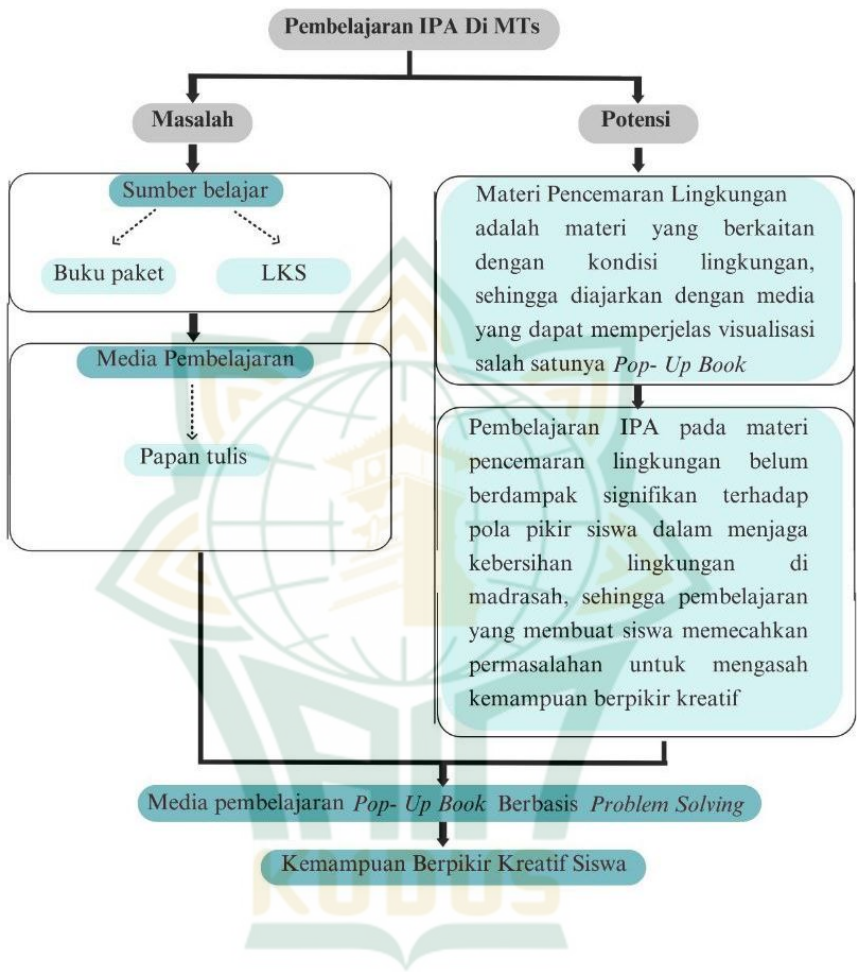 Pembelajaran IPA Di MTs
Masalah
Potensi
Sumber belajar
Buku paket
LKS
Media Pembelajaran
Papan tulis
Materi Pencemaran Lingkungan
adalah materi yang berkaitan
dengan kondisi lingkungan,
sehingga diajarkan dengan media
yang dapat memperjelas visualisasi
salah satunya Pop- Up Book
Pembelajaran IPA pada materi
pencemaran lingkungan belum
berdampak signifikan terhadap
pola pikir siswa dalam menjaga
kebersihan lingkungan di
madrasah, sehingga pembelajaran
yang membuat siswa memecahkan
permasalahan untuk mengasah
kemampuan berpikir kreatif
Media pembelajaran Pop- Up Book Berbasis Problem Solving
Kemampuan Berpikir Kreatif Siswa
KUDUS